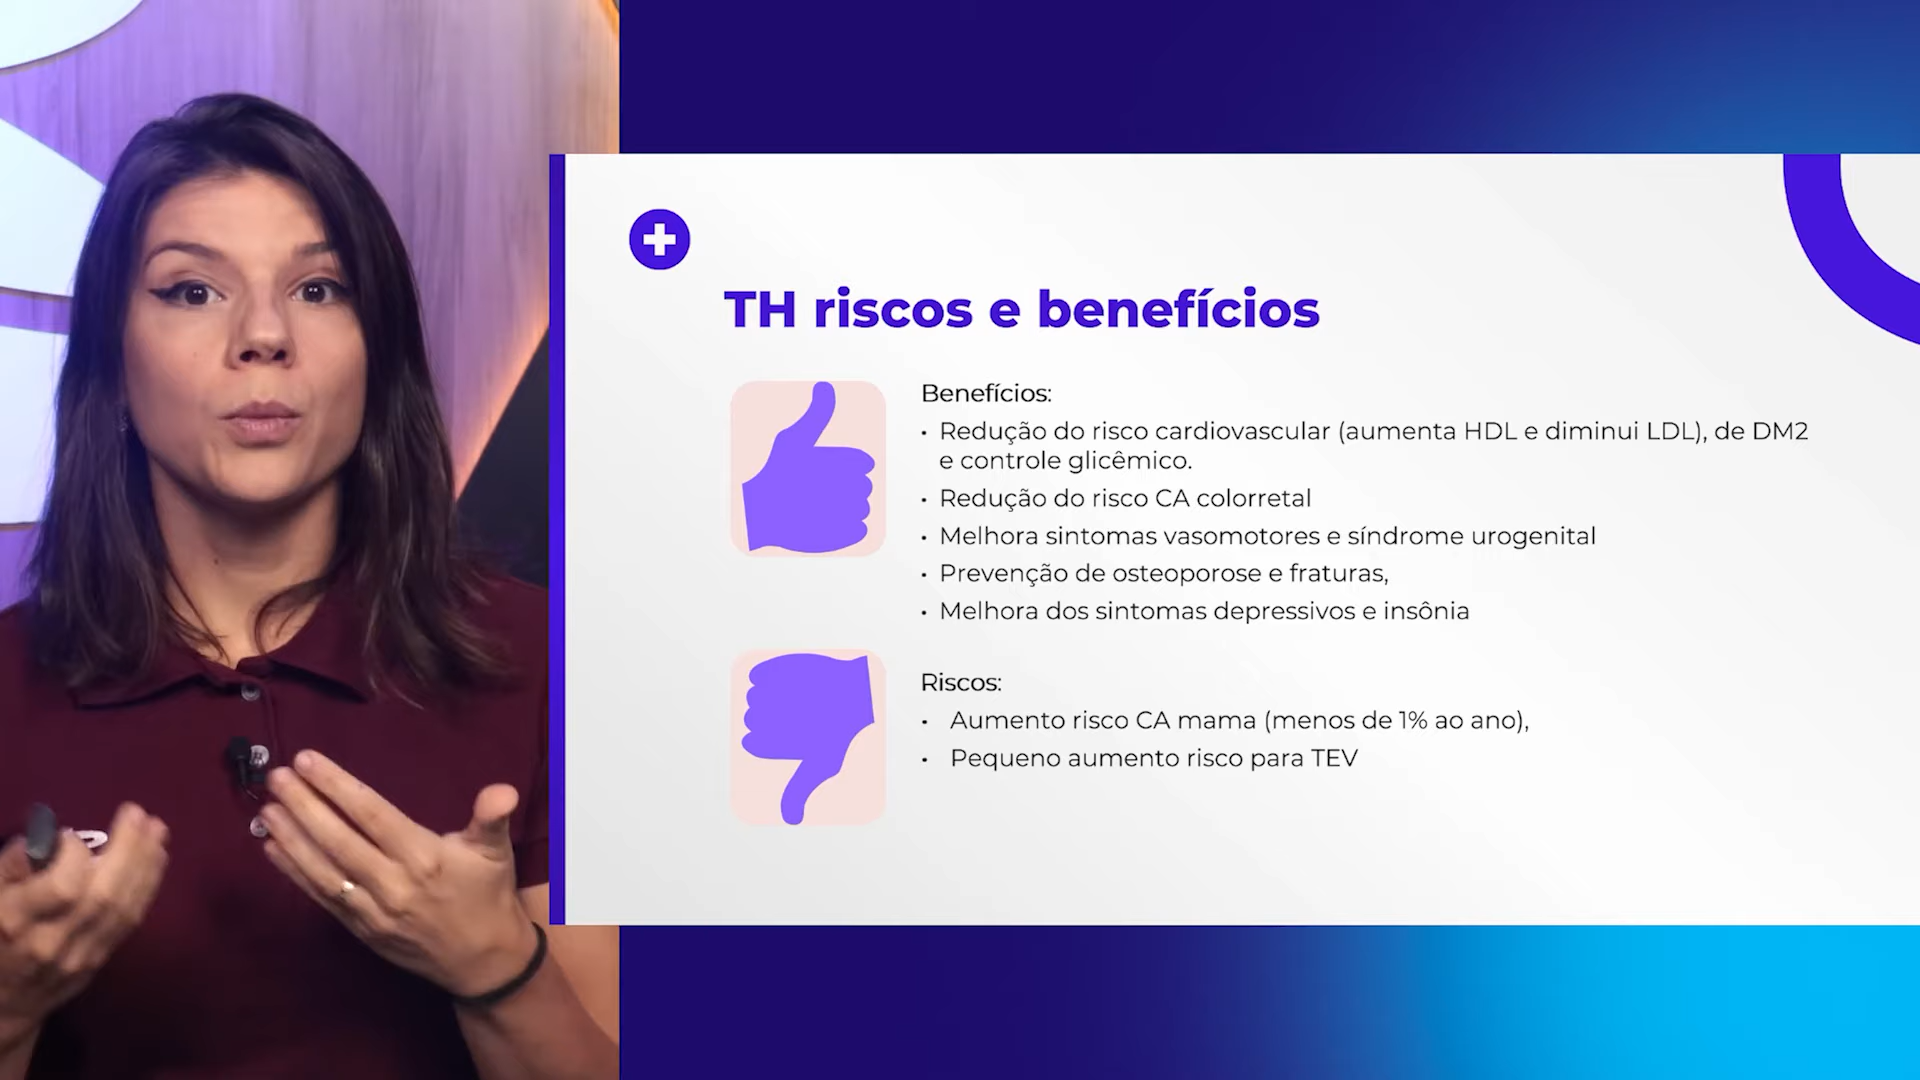 TH riscos e benefícios
Benefícios:
• Redução do risco cardiovascular (aumenta HDL e diminui LDL), de DM2
e controle glicêmico.
• Redução do risco CA colorretal
• Melhora sintomas vasomotores e síndrome urogenital
• Prevenção de osteoporose e fraturas,
• Melhora dos sintomas depressivos e insônia
Riscos:
• Aumento risco CA mama (menos de 1% ao ano),
• Pequeno aumento risco para TEV